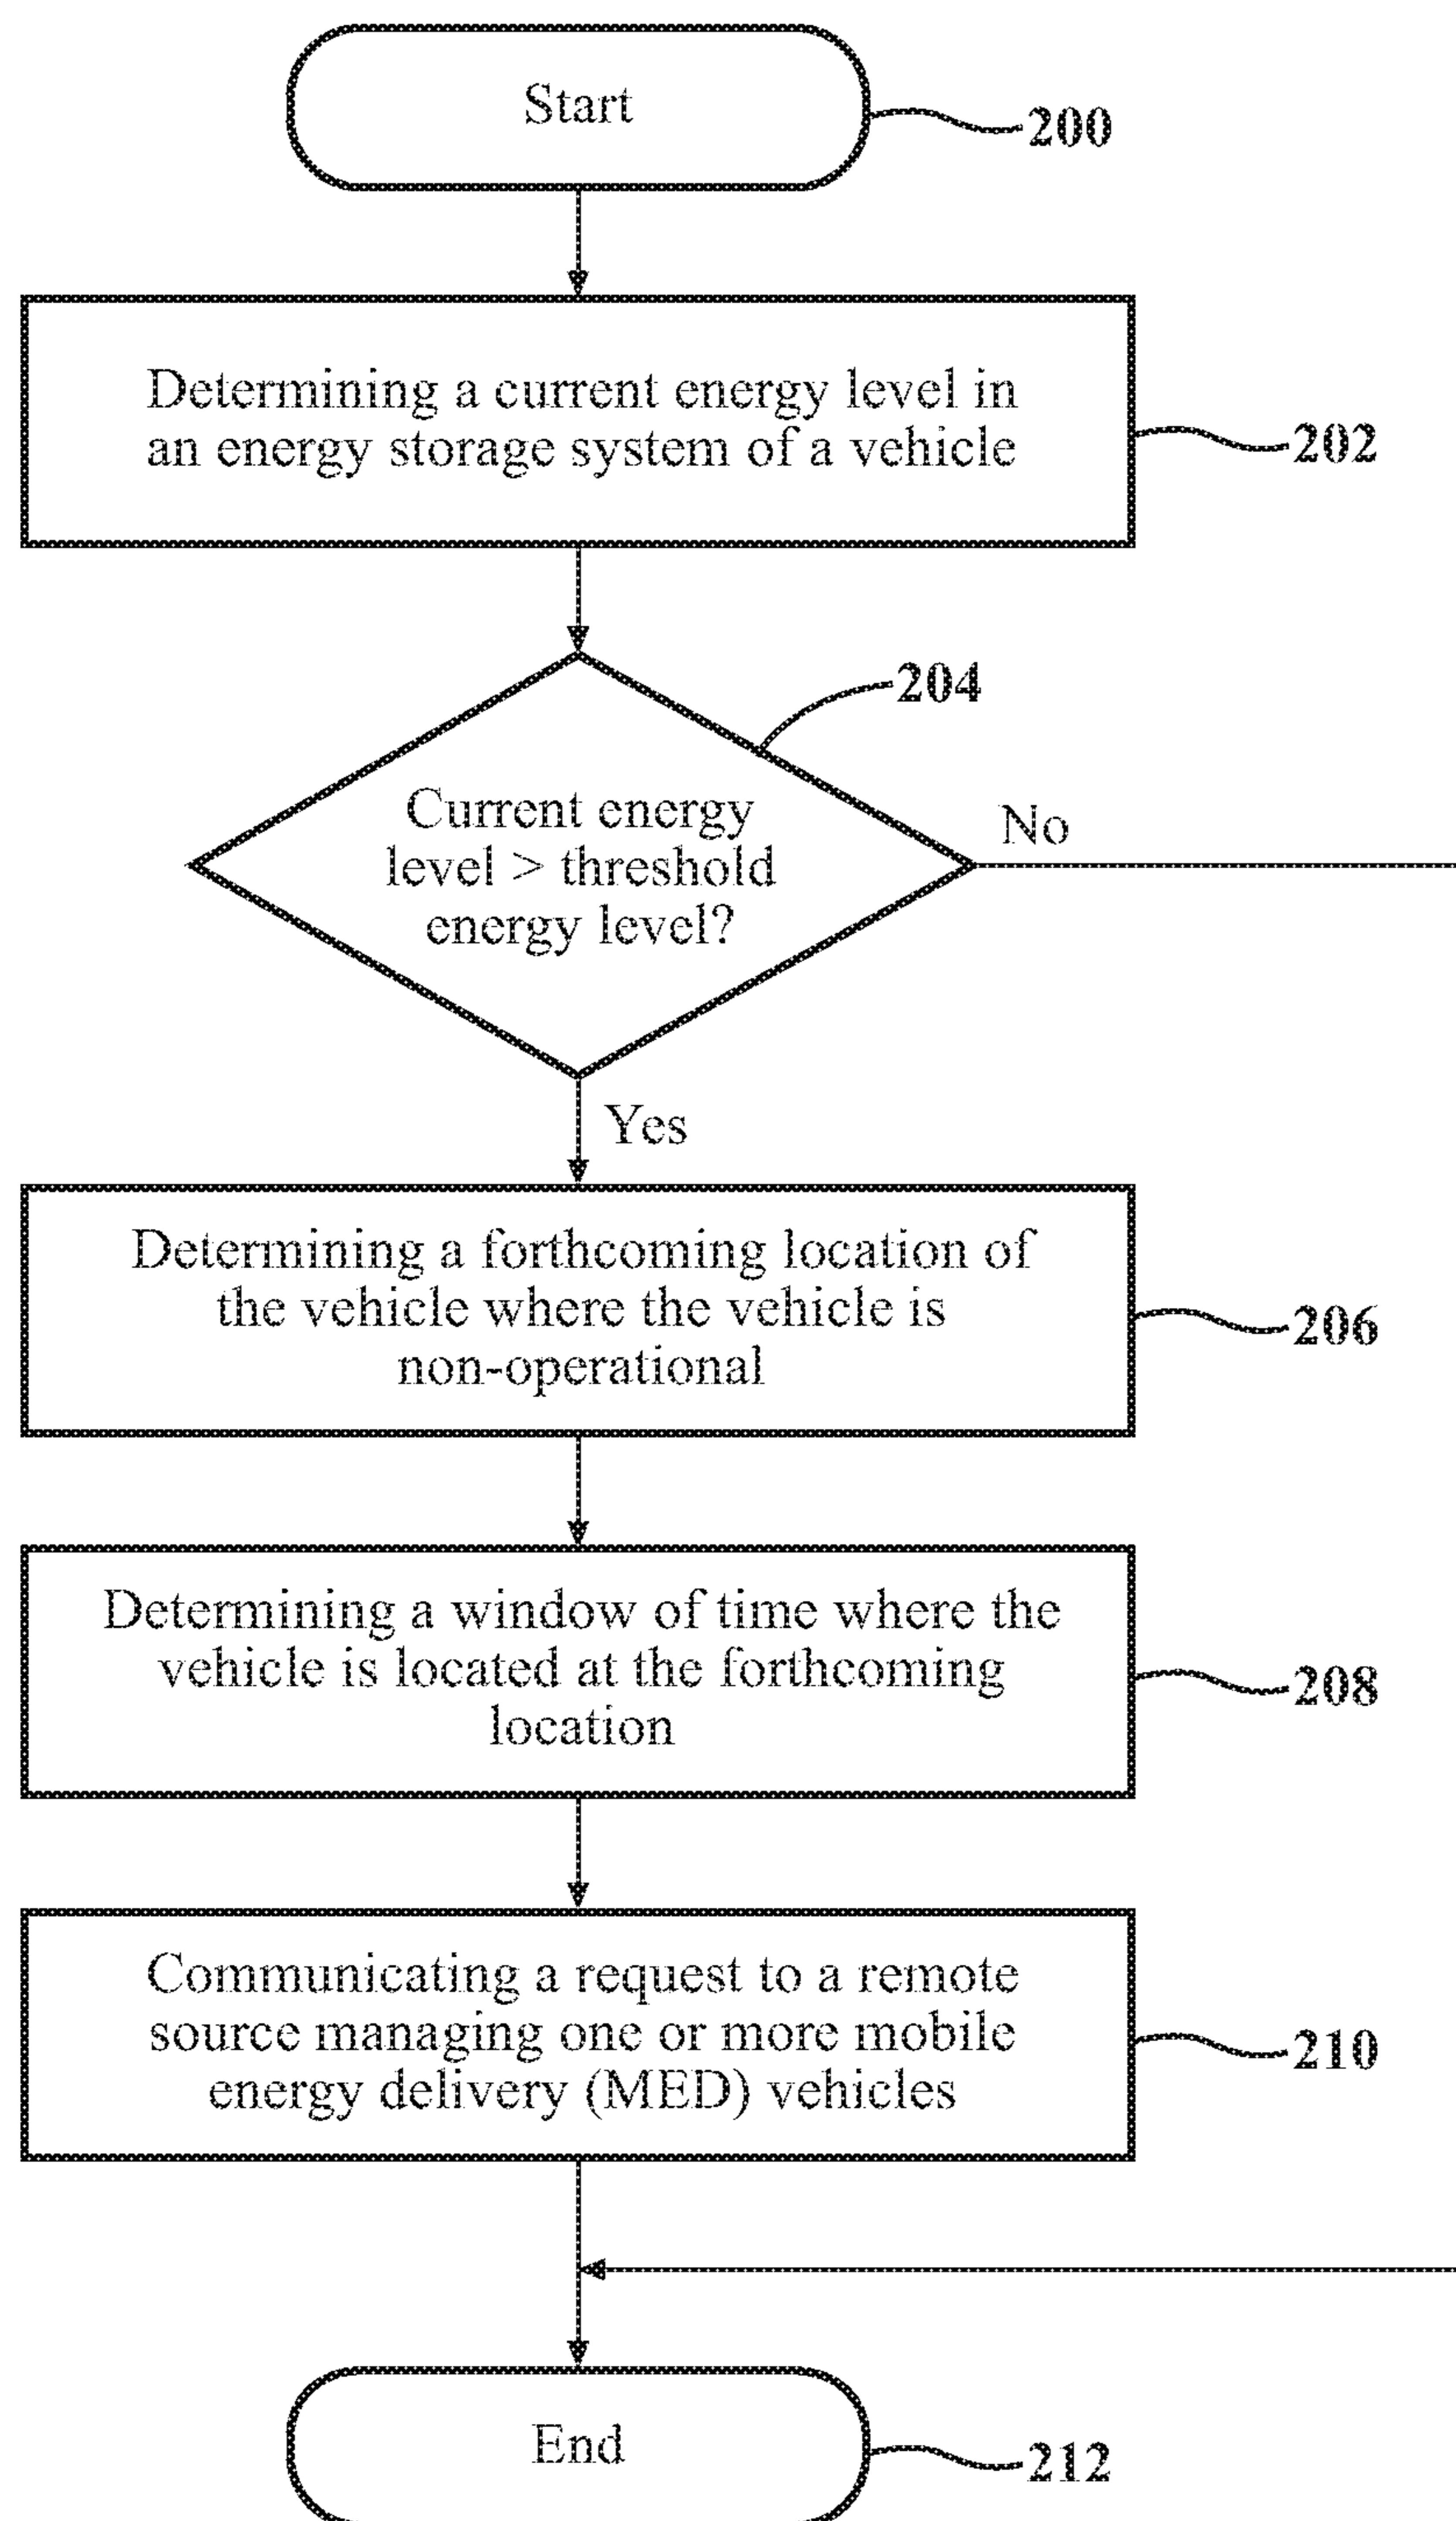 Start
200
Determining a current energy level in
an energy storage system of a vehicle
202
204
Current energy
level > threshold
energy level?
No
Yes
Determining a forthcoming location of
the vehicle where the vehicle is
non-operational
206
Determining a window of time where the
vehicle is located at the forthcoming
location
208
Communicating a request to a remote
source managing one or more mobile
energy delivery (MED) vehicles
210
End
212